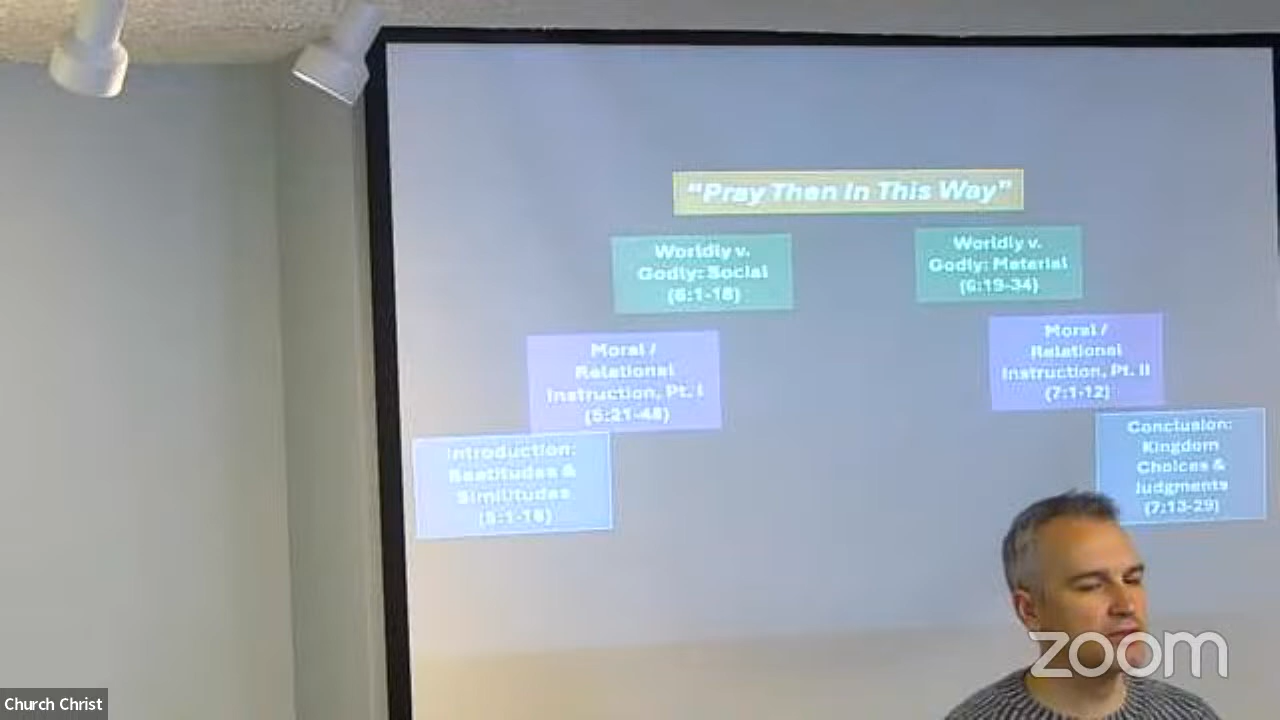 "Pray Then In This Way"
Worldly v.
Godly: Social
(6:1-18)
Worldly v.
Godly: Material
(6:19-34)
Moral /
Relational
Instruction, Pt. I
(5:21-48)
Moral /
Relational
Instruction, Pt. II
(7:1-12)
Introduction:
Beatitudes &
Similitudes
(5:1-16)
Conclusion:
Kingdom
Choices &
Judgments
(7:13-29)
zoom
Church Christ